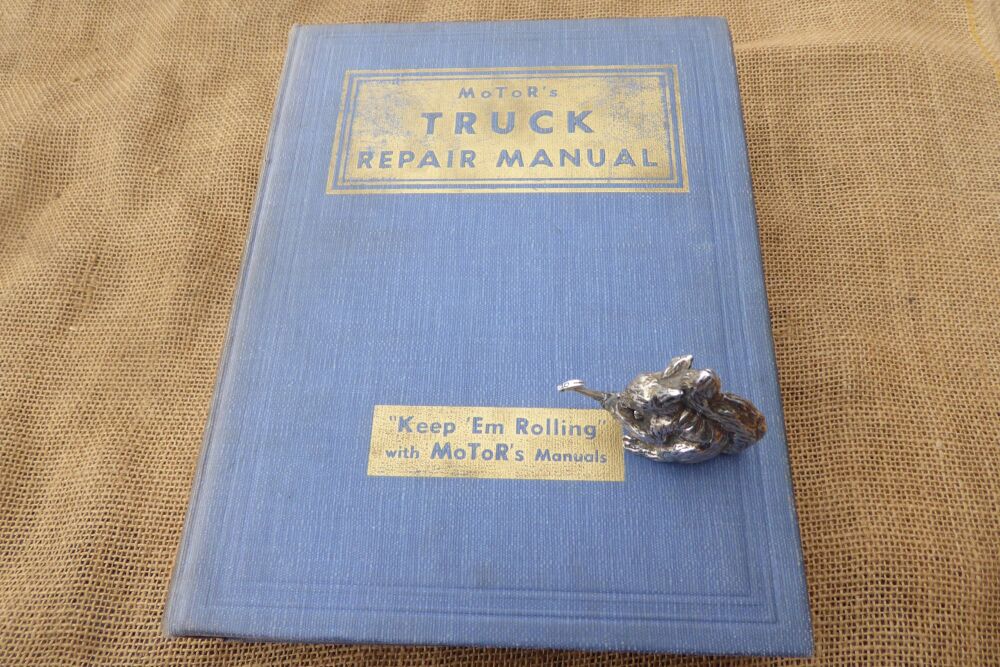 MoToR's
TRUCK
REPAIR MANUAL
"Keep 'Em Rolling"
with MoToR's Manuals